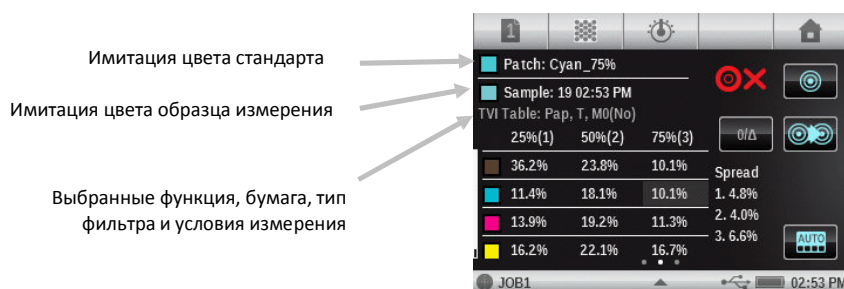 Имитация цвета стандарта
Имитация цвета образца измерения
Выбранные функция, бумага, тип
фильтра и условия измерения
1
Patch: Cyan_75%
Sample: 19 02:53 PM
TVI Table: Pap, T, M0(No)
25%(1) 50%(2) 75%(3)
36.2% 23.8% 10.1%
11.4% 18.1% 10.1%
13.9% 19.2% 11.3%
16.2% 22.1% 16.7%
0/Δ
Spread
1. 4.8%
2. 4.0%
3. 6.6%
AUTO
JOB1
02:53 PM